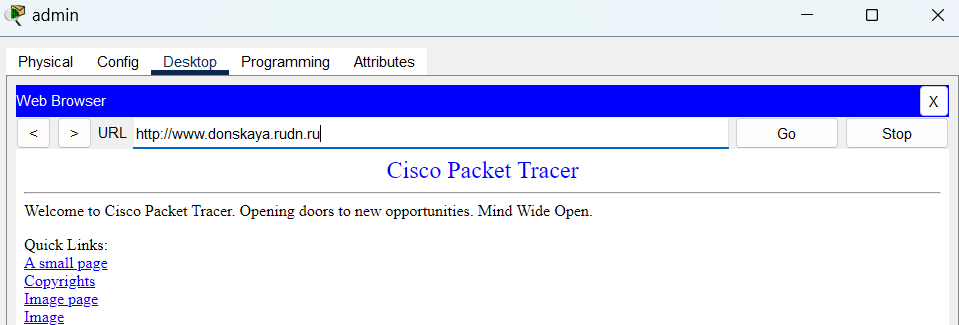 admin
Physical Config Desktop Programming Attributes
Web Browser X
< > URL http://www.donskaya.rudn.ru Go Stop
Cisco Packet Tracer
Welcome to Cisco Packet Tracer. Opening doors to new opportunities. Mind Wide Open.
Quick Links:
A small page
Copyrights
Image page
Image